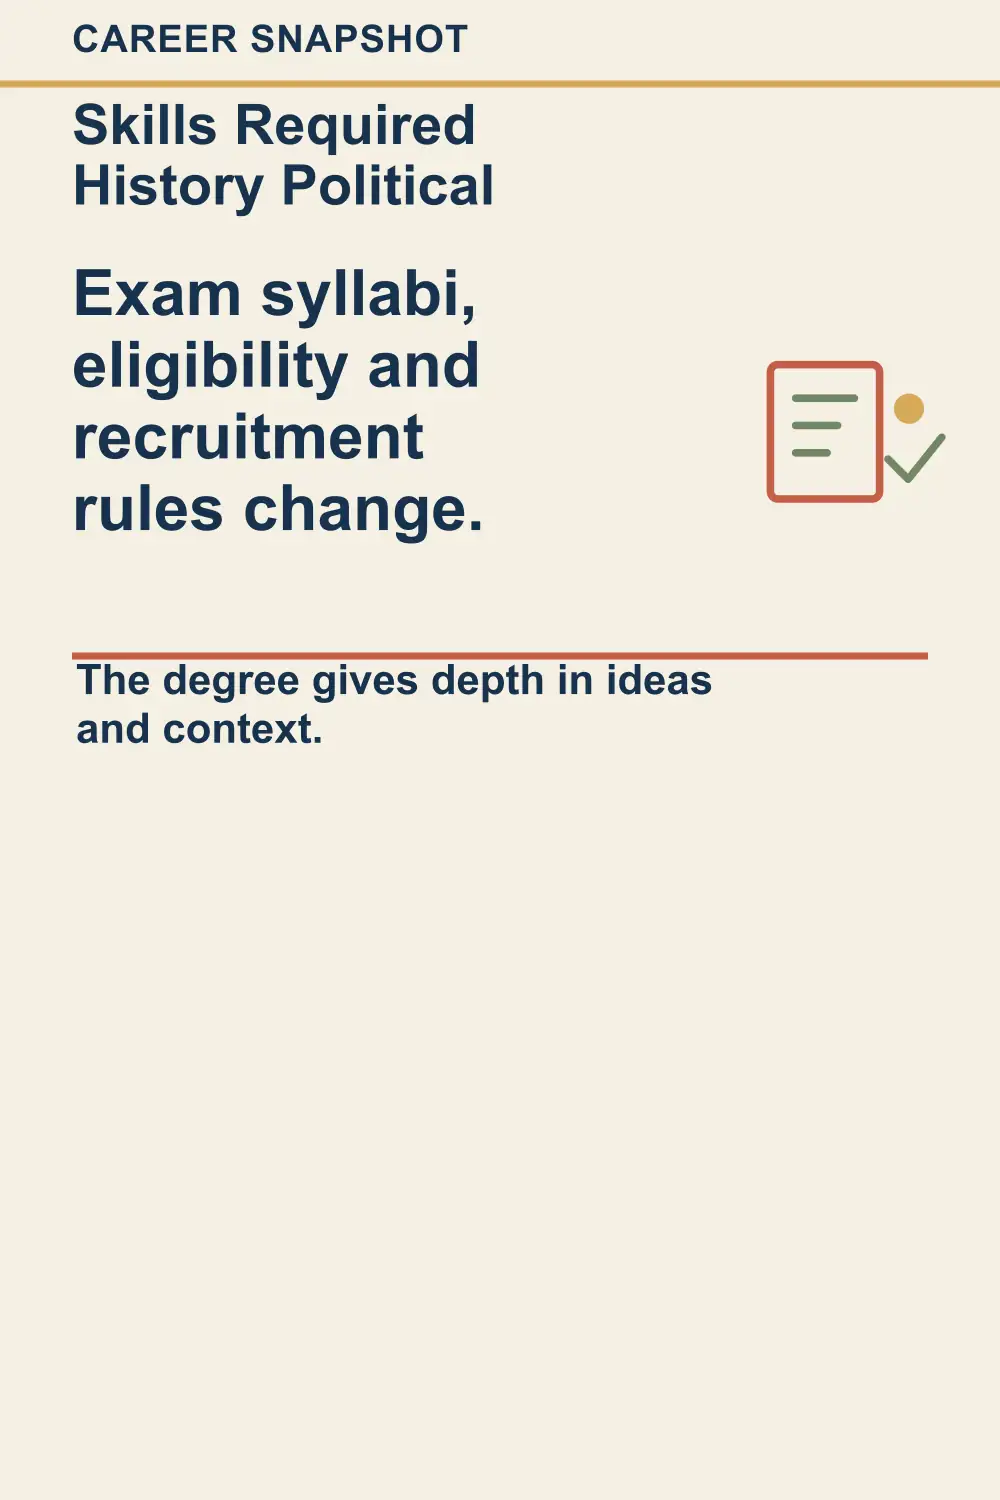 CAREER SNAPSHOT
Skills Required
History Political
Exam syllabi,
eligibility and
recruitment
rules change.
The degree gives depth in ideas
and context.